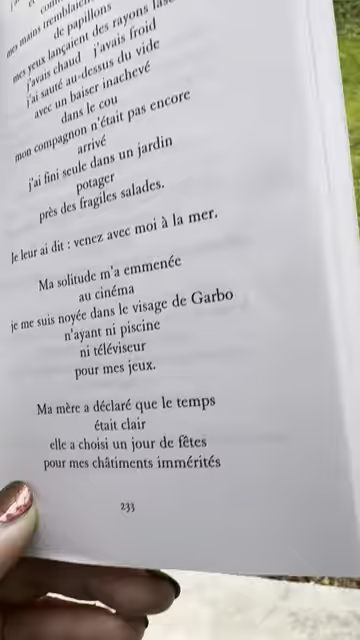 mes mains tremblaient
de papillons
mes yeux lançaient des rayons
j'avais chaud j'avais froid
j'ai sauté au-dessus du vide
avec un baiser inachevé
dans le cou
mon compagnon n'était pas encore
arrivé
j'ai fini seule dans un jardin
potager
près des fragiles salades.
Je leur ai dit : venez avec moi à la mer.
Ma solitude m'a emmenée
au cinéma
je me suis noyée dans le visage de Garbo
n'ayant ni piscine
ni téléviseur
pour mes jeux.
Ma mère a déclaré que le temps
était clair
elle a choisi un jour de fêtes
pour mes châtiments immérités
233